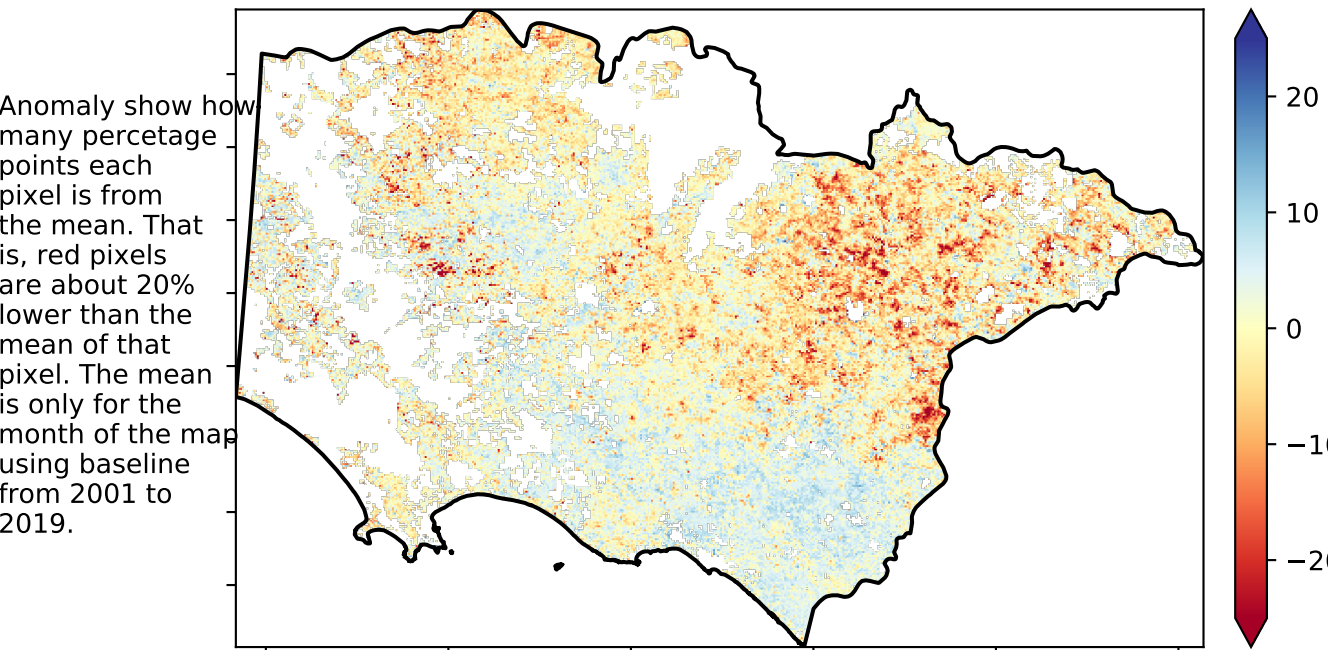 Anomaly show how
many percetage
points each
pixel is from
the mean. That
is, red pixels
are about 20%
lower than the
mean of that
pixel. The mean
is only for the
month of the map
using baseline
from 2001 to
2019.
20
10
0
−10
−20